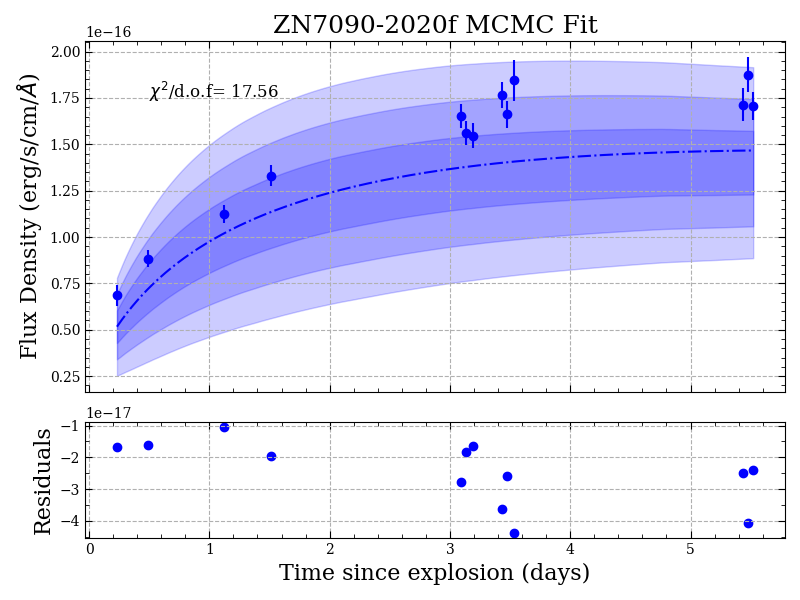 ZN7090-2020f MCMC Fit
1e−16
χ²/d.o.f= 17.56
2.00
1.75
1.50
1.25
1.00
0.75
0.50
0.25
Flux Density (erg/s/cm/Å)
1e−17
−1
−2
−3
−4
Residuals
0 1 2 3 4 5
Time since explosion (days)